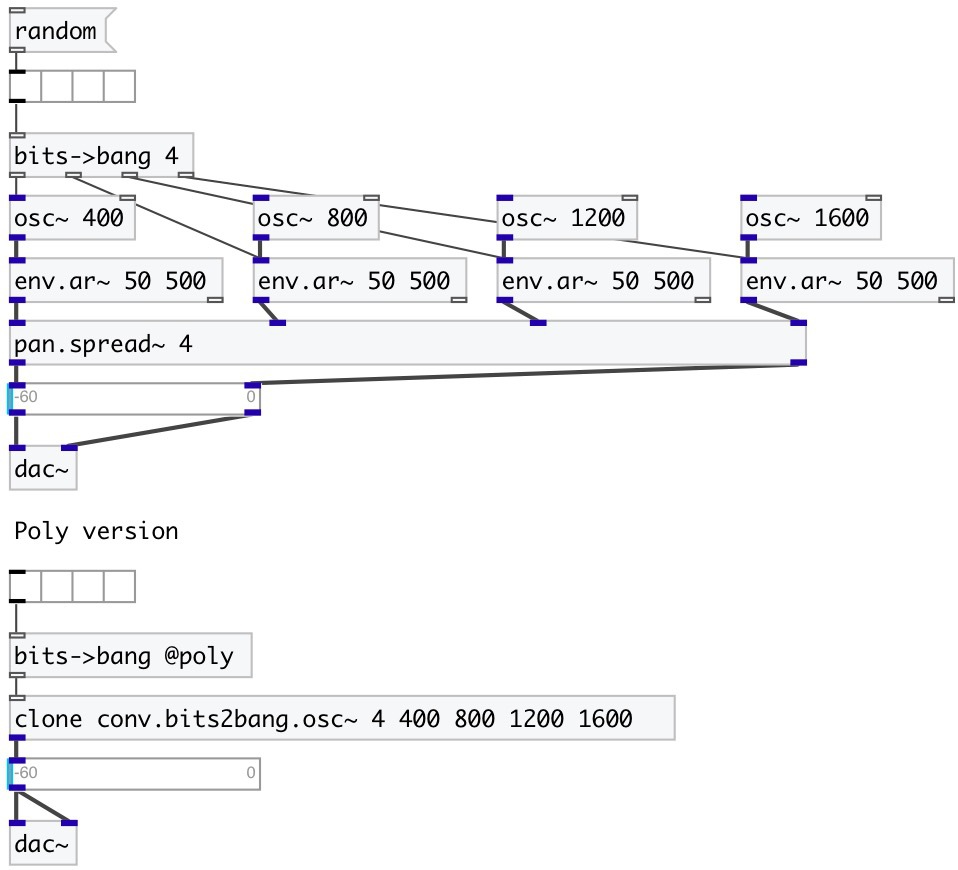 random
bits->bang 4
osc~ 400 osc~ 800 osc~ 1200 osc~ 1600
env.ar~ 50 500 env.ar~ 50 500 env.ar~ 50 500 env.ar~ 50 500
pan.spread~ 4
-60 0
dac~
Poly version
bits->bang @poly
clone conv.bits2bang.osc~ 4 400 800 1200 1600
-60 0
dac~